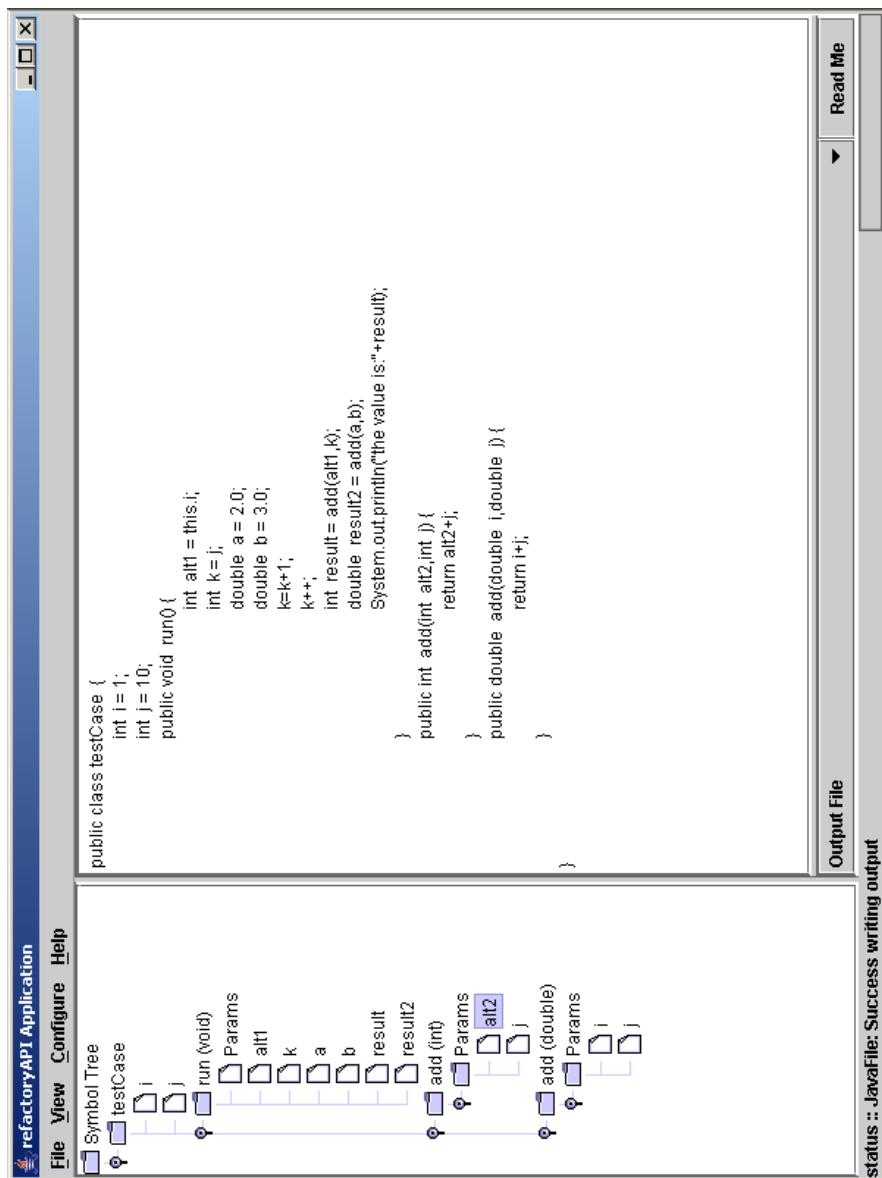 refactoryAPI Application
File View Configure Help
Symbol Tree
testCase
i
j
run (void)
Params
alt1
k
a
b
result
result2
add (int)
Params
alt2
j
add (double)
Params
i
j
public class testCase {
int i = 1;
int j = 10;
public void run() {
int alt1 = this.i;
int k = j;
double a = 2.0;
double b = 3.0;
k=k+1;
k++;
int result = add(alt1,k);
double result2 = add(a,b);
System.out.println("the value is:"+result);
}
public int add(int alt2,int j) {
return alt2+j;
}
public double add(double i,double j) {
return i+j;
}
}
Output File
Read Me
status :: JavaFile: Success writing output